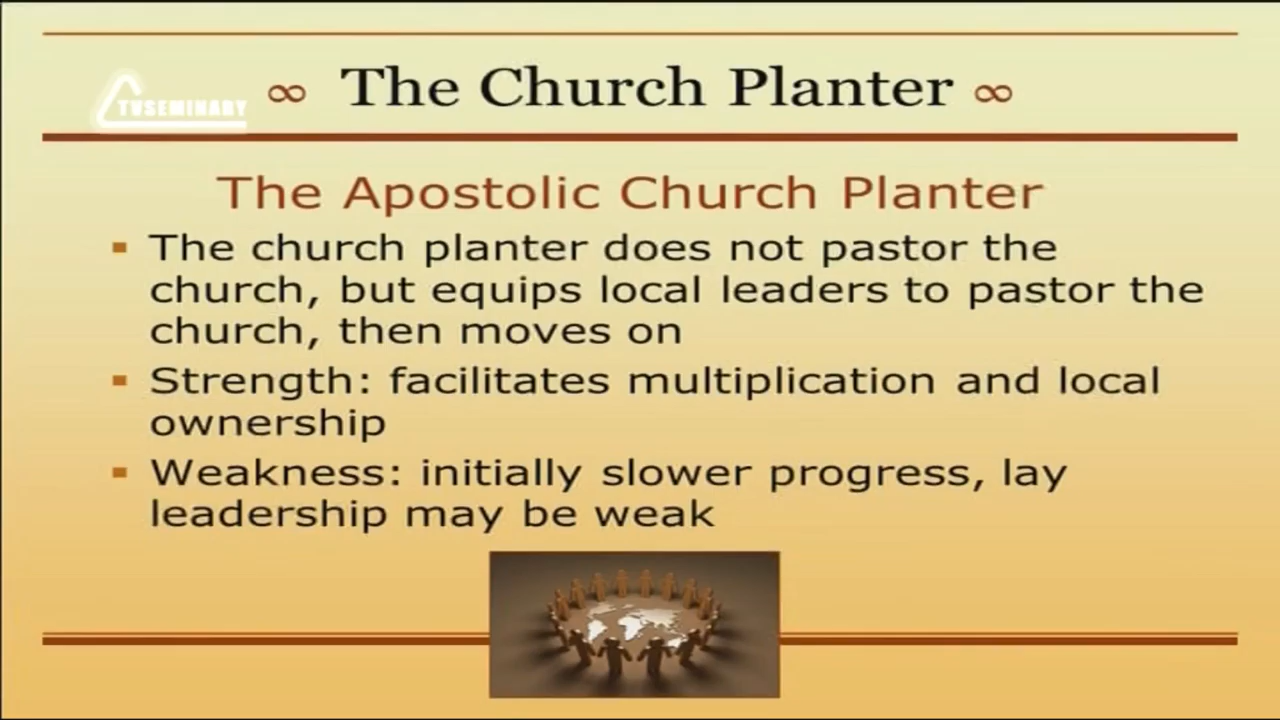 TVSEMINARY
∞ The Church Planter ∞
The Apostolic Church Planter
▪ The church planter does not pastor the
church, but equips local leaders to pastor the
church, then moves on
▪ Strength: facilitates multiplication and local
ownership
▪ Weakness: initially slower progress, lay
leadership may be weak